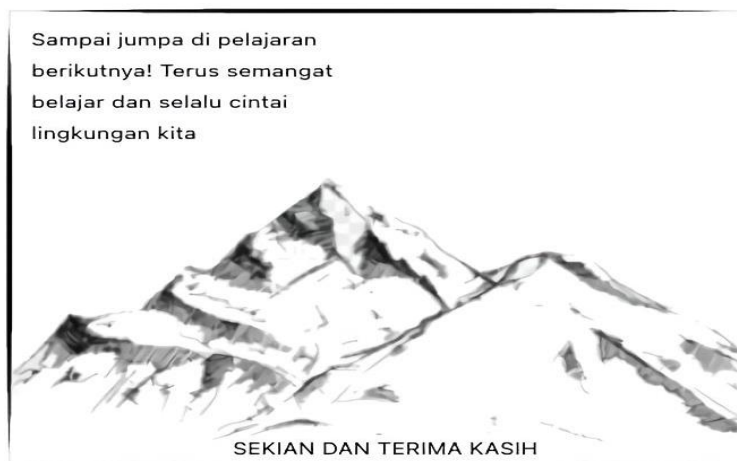 Sampai jumpa di pelajaran
berikutnya! Terus semangat
belajar dan selalu cintai
lingkungan kita
SEKIAN DAN TERIMA KASIH